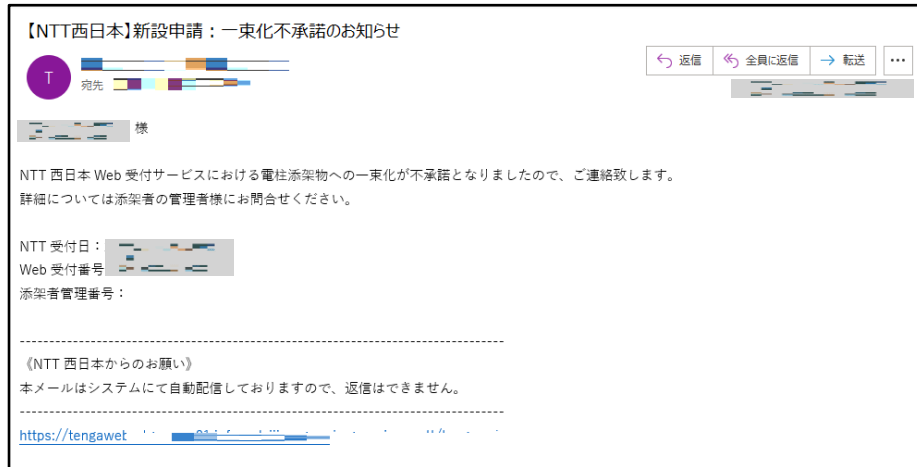 【NTT西日本】新設申請：一束化不承諾のお知らせ
T
宛先
返信
全員に返信
転送
様
NTT 西日本 Web 受付サービスにおける電柱添架物への一束化が不承諾となりましたので、ご連絡致します。
詳細については添架者の管理者様にお問合せください。
NTT 受付日：
Web 受付番号
添架者管理番号：
--------------------------------------------------------------------------------
《NTT 西日本からのお願い》
本メールはシステムにて自動配信しておりますので、返信はできません。
--------------------------------------------------------------------------------
https://tengawet